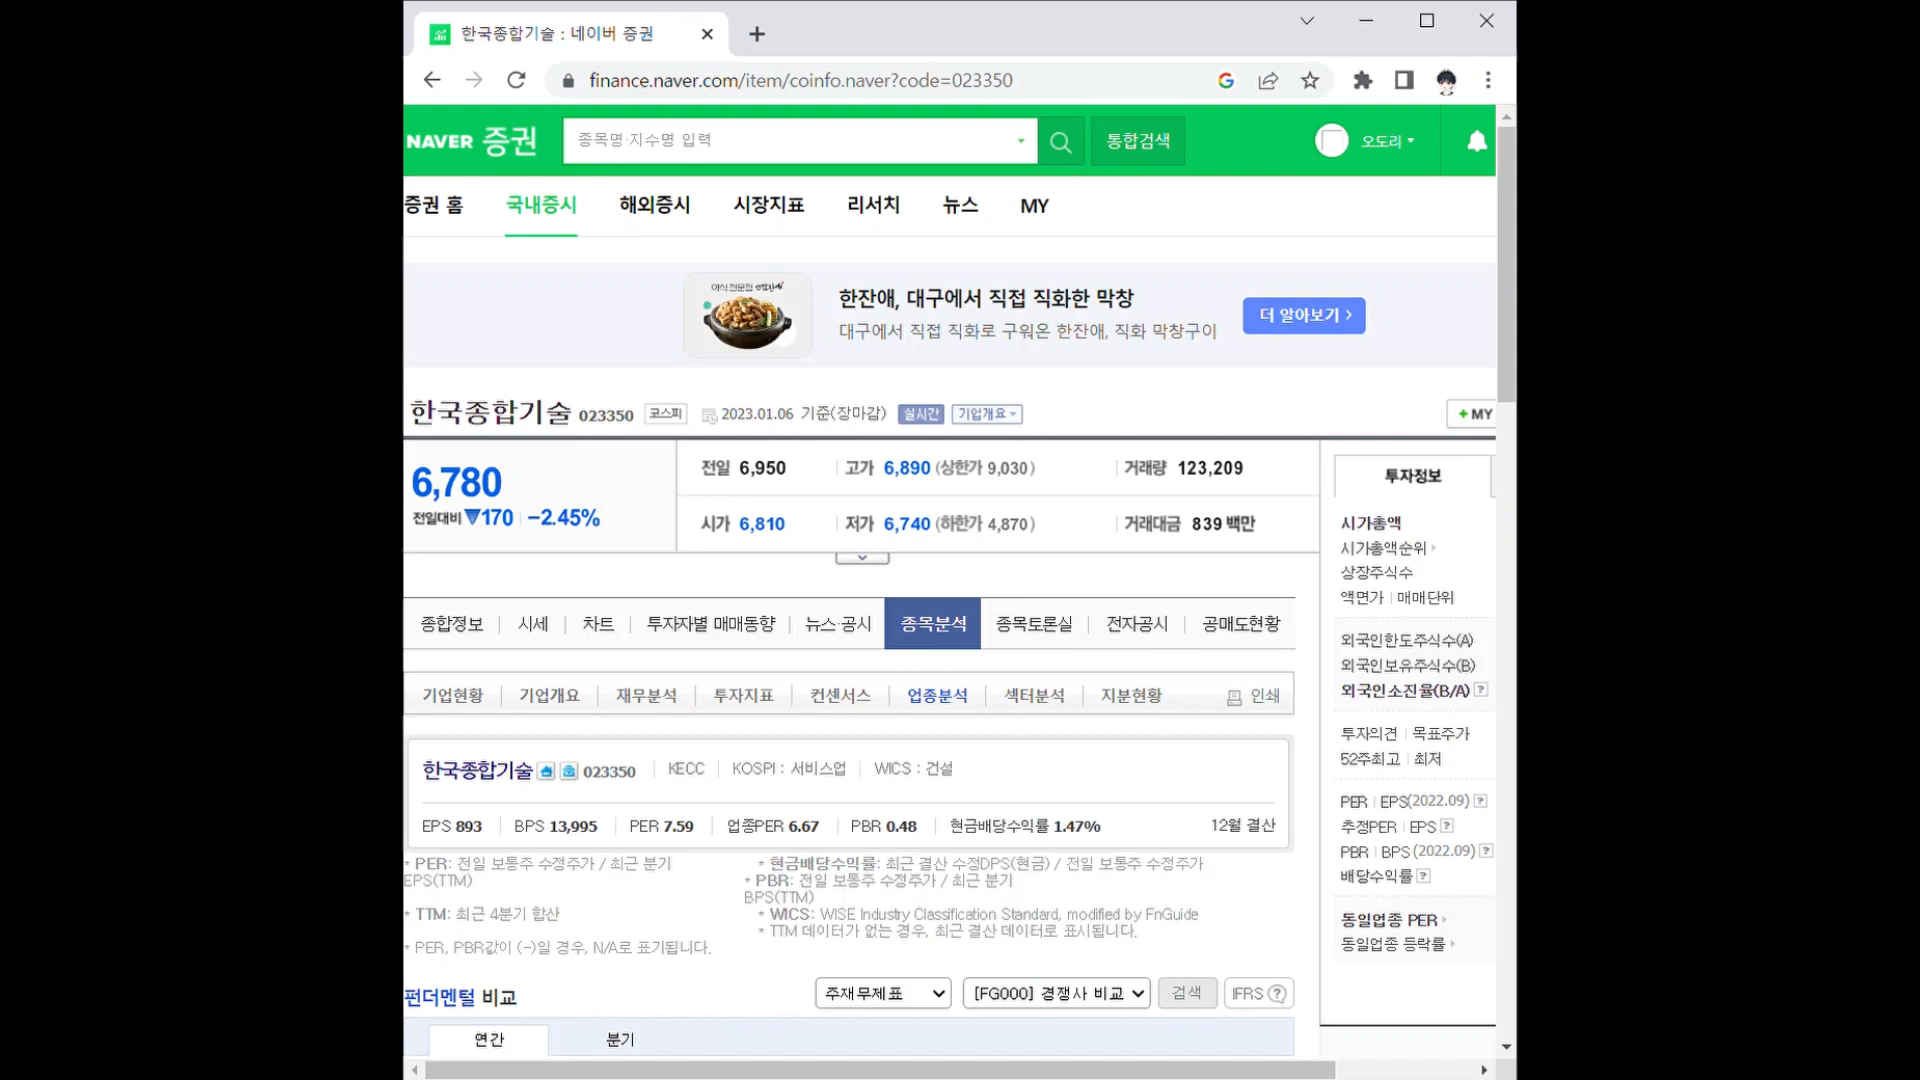 한국종합기술 : 네이버 증권
finance.naver.com/item/coinfo.naver?code=023350
NAVER 증권
종목명·지수명 입력
통합검색
오도리
증권 홈 국내증시 해외증시 시장지표 리서치 뉴스 MY
한잔애, 대구에서 직접 직화한 막창
대구에서 직접 직화로 구워온 한잔애, 직화 막창구이
더 알아보기 >
한국종합기술 023350 코스피 2023.01.06 기준(장마감) 실시간 기업개요
+ MY
6,780
전일대비 ▼170 -2.45%
전일 6,950 고가 6,890 (상한가 9,030) 거래량 123,209
시가 6,810 저가 6,740 (하한가 4,870) 거래대금 839 백만
종합정보 시세 차트 투자자별 매매동향 뉴스·공시 종목분석 종목토론실 전자공시 공매도현황
기업현황 기업개요 재무분석 투자지표 컨센서스 업종분석 섹터분석 지분현황 인쇄
한국종합기술 023350 KECC KOSPI : 서비스업 WICS : 건설
EPS 893 BPS 13,995 PER 7.59 업종PER 6.67 PBR 0.48 현금배당수익률 1.47% 12월 결산
* PER: 전일 보통주 수정주가 / 최근 분기
EPS(TTM)
* TTM: 최근 4분기 합산
* PER, PBR값이 (-)일 경우, N/A로 표기됩니다.
* 현금배당수익률: 최근 결산 수정DPS(현금) / 전일 보통주 수정주가
* PBR: 전일 보통주 수정주가 / 최근 분기
BPS(TTM)
* WICS: WISE Industry Classification Standard, modified by FnGuide
* TTM 데이터가 없는 경우, 최근 결산 데이터로 표시됩니다.
펀더멘털 비교
주재무제표 [FG000] 경쟁사 비교 검색 IFRS ?
연간 분기
투자정보
시가총액
시가총액순위
상장주식수
액면가 | 매매단위
외국인한도주식수(A)
외국인보유주식수(B)
외국인소진율(B/A) ?
투자의견 | 목표주가
52주최고 | 최저
PER | EPS(2022.09) ?
추정PER | EPS ?
PBR | BPS (2022.09) ?
배당수익률 ?
동일업종 PER
동일업종 등락률